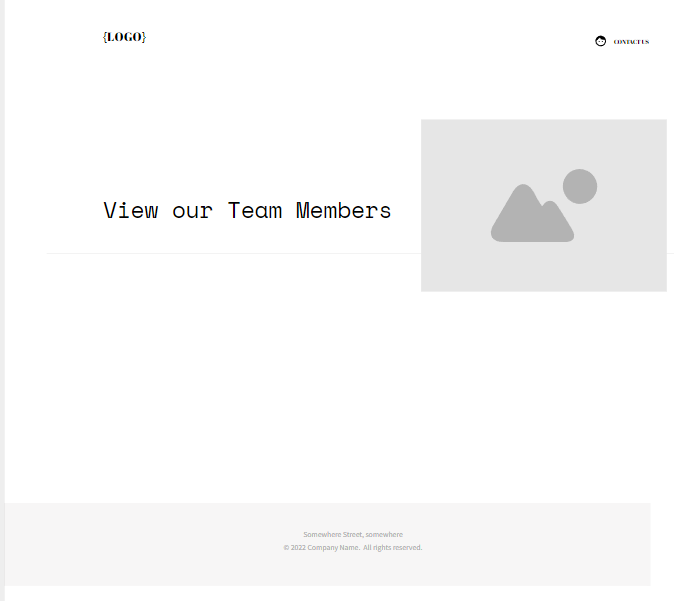 {LOGO}
CONTACT US
View our Team Members
Somewhere Street, somewhere
© 2022 Company Name. All rights reserved.